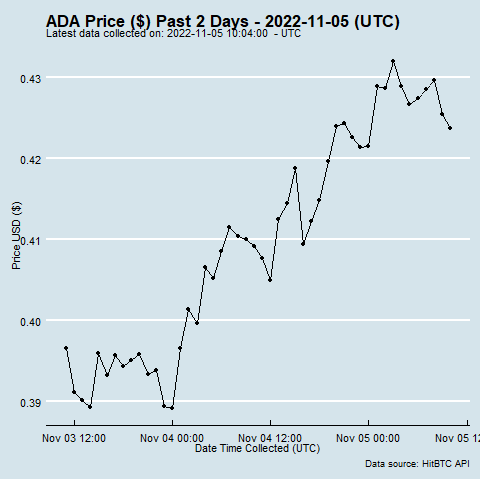 ADA Price ($) Past 2 Days - 2022-11-05 (UTC)
Latest data collected on: 2022-11-05 10:04:00 - UTC
0.43
0.42
0.41
0.40
0.39
Price USD ($)
Nov 03 12:00 Nov 04 00:00 Nov 04 12:00 Nov 05 00:00 Nov 05 12
Date Time Collected (UTC)
Data source: HitBTC API